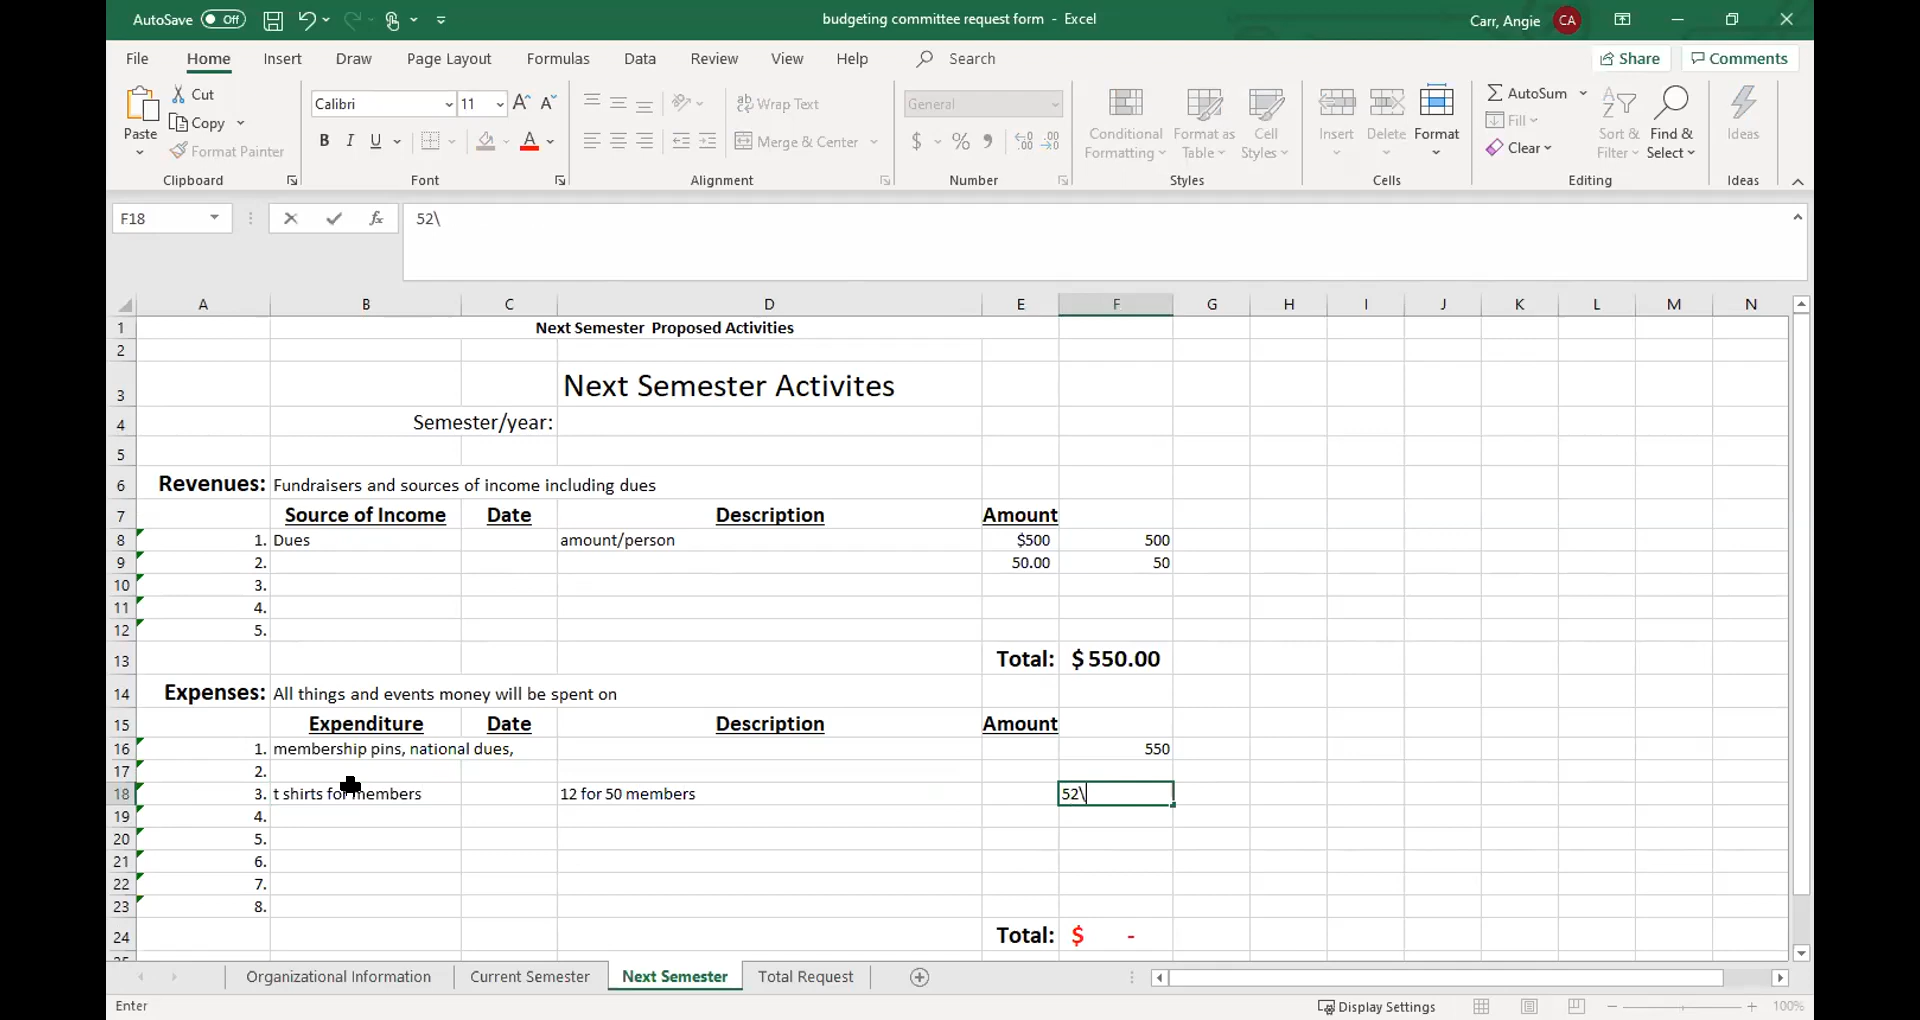 AutoSave Off budgeting committee request form - Excel Carr, Angie CA
File Home Insert Draw Page Layout Formulas Data Review View Help Search Share Comments
Cut
Copy
Paste
Format Painter
Clipboard
Calibri 11
B I U A
Font
ab Wrap Text
Merge & Center
Alignment
General
$ %
Number
Conditional Formatting
Format as Table
Cell Styles
Styles
Insert Delete Format
Cells
AutoSum
Fill
Clear
Sort & Filter
Find & Select
Editing
Ideas
Ideas
F18 fx 52\
A B C D E F G H I J K L M N
1 Next Semester Proposed Activities
2
3 Next Semester Activites
4 Semester/year:
5
6 Revenues: Fundraisers and sources of income including dues
7 Source of Income Date Description Amount
8 1. Dues amount/person $500 500
9 2. 50.00 50
10 3.
11 4.
12 5.
13 Total: $ 550.00
14 Expenses: All things and events money will be spent on
15 Expenditure Date Description Amount
16 1. membership pins, national dues, 550
17 2.
18 3. t shirts for members 12 for 50 members 52\
19 4.
20 5.
21 6.
22 7.
23 8.
24 Total: $ -
Organizational Information Current Semester Next Semester Total Request
Enter Display Settings 100%